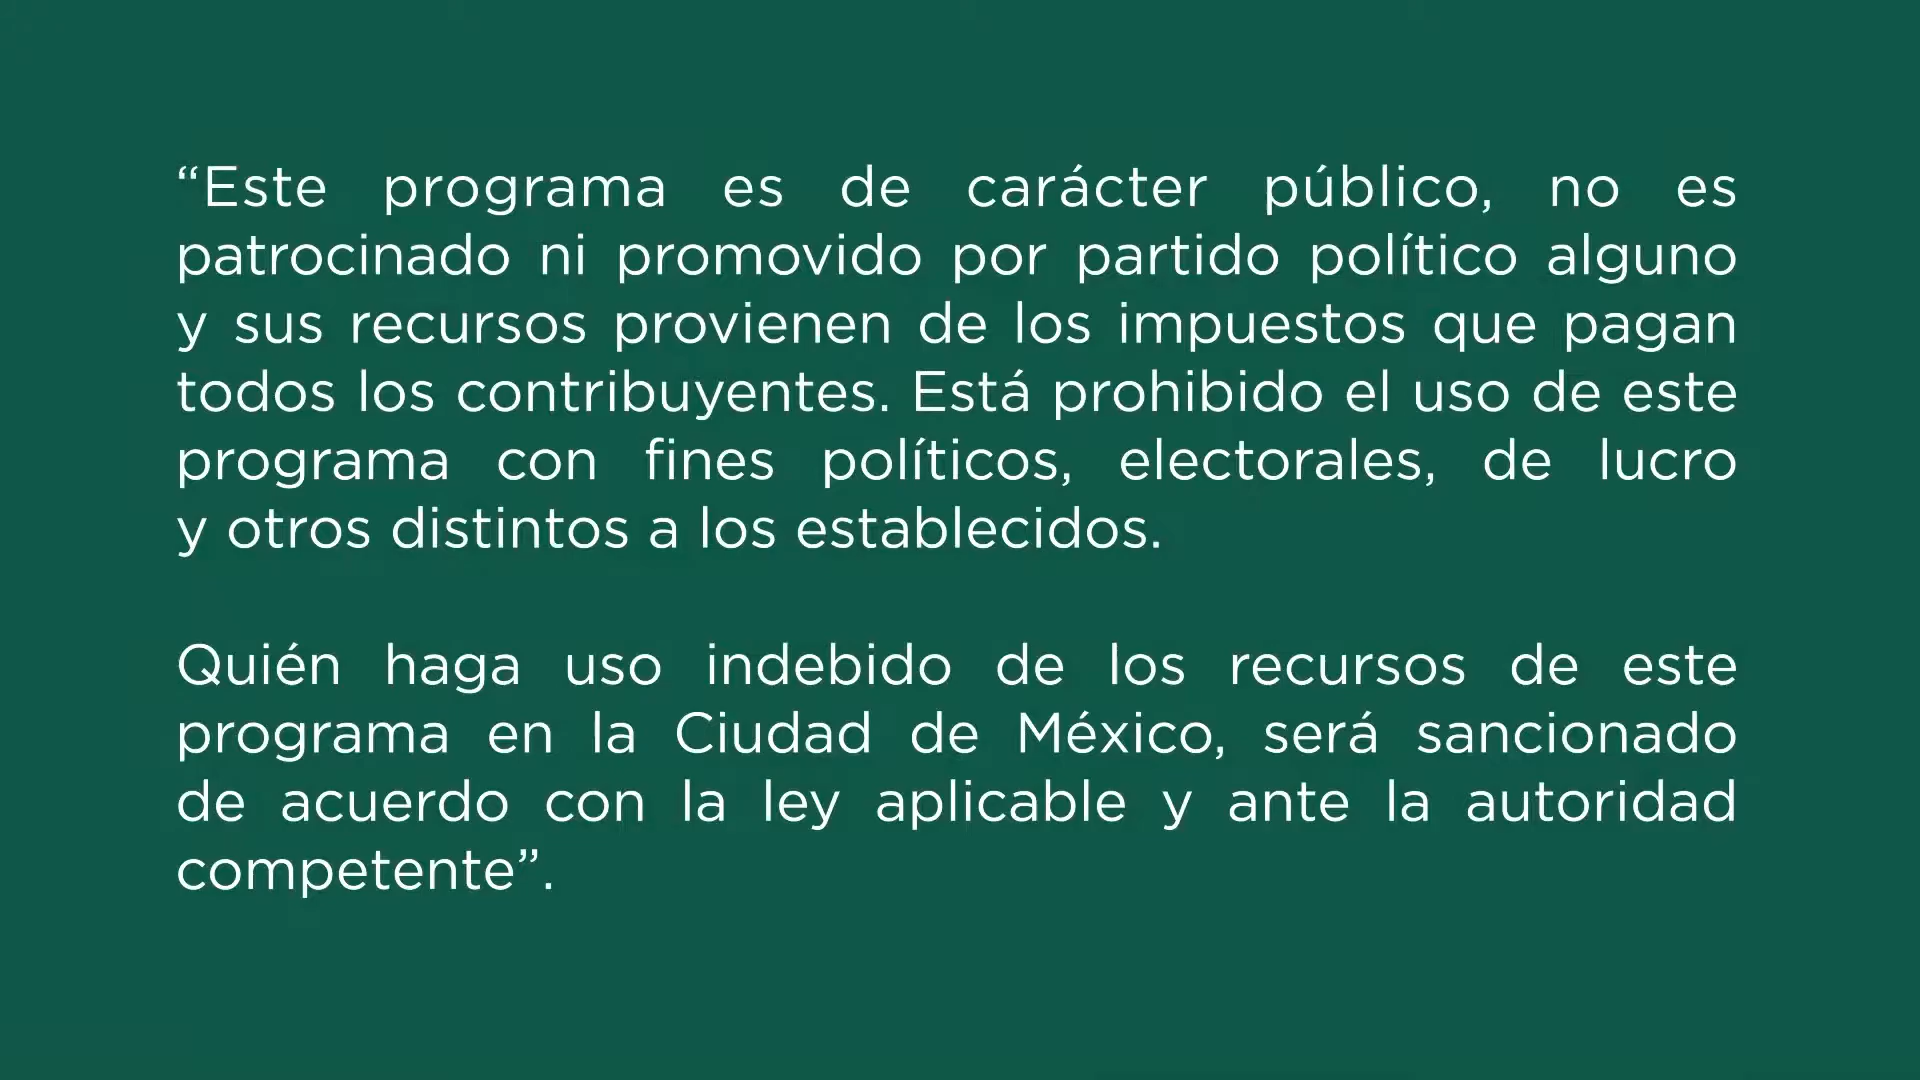 “Este programa es de carácter público, no es
patrocinado ni promovido por partido político alguno
y sus recursos provienen de los impuestos que pagan
todos los contribuyentes. Está prohibido el uso de este
programa con fines políticos, electorales, de lucro
y otros distintos a los establecidos.
Quién haga uso indebido de los recursos de este
programa en la Ciudad de México, será sancionado
de acuerdo con la ley aplicable y ante la autoridad
competente”.